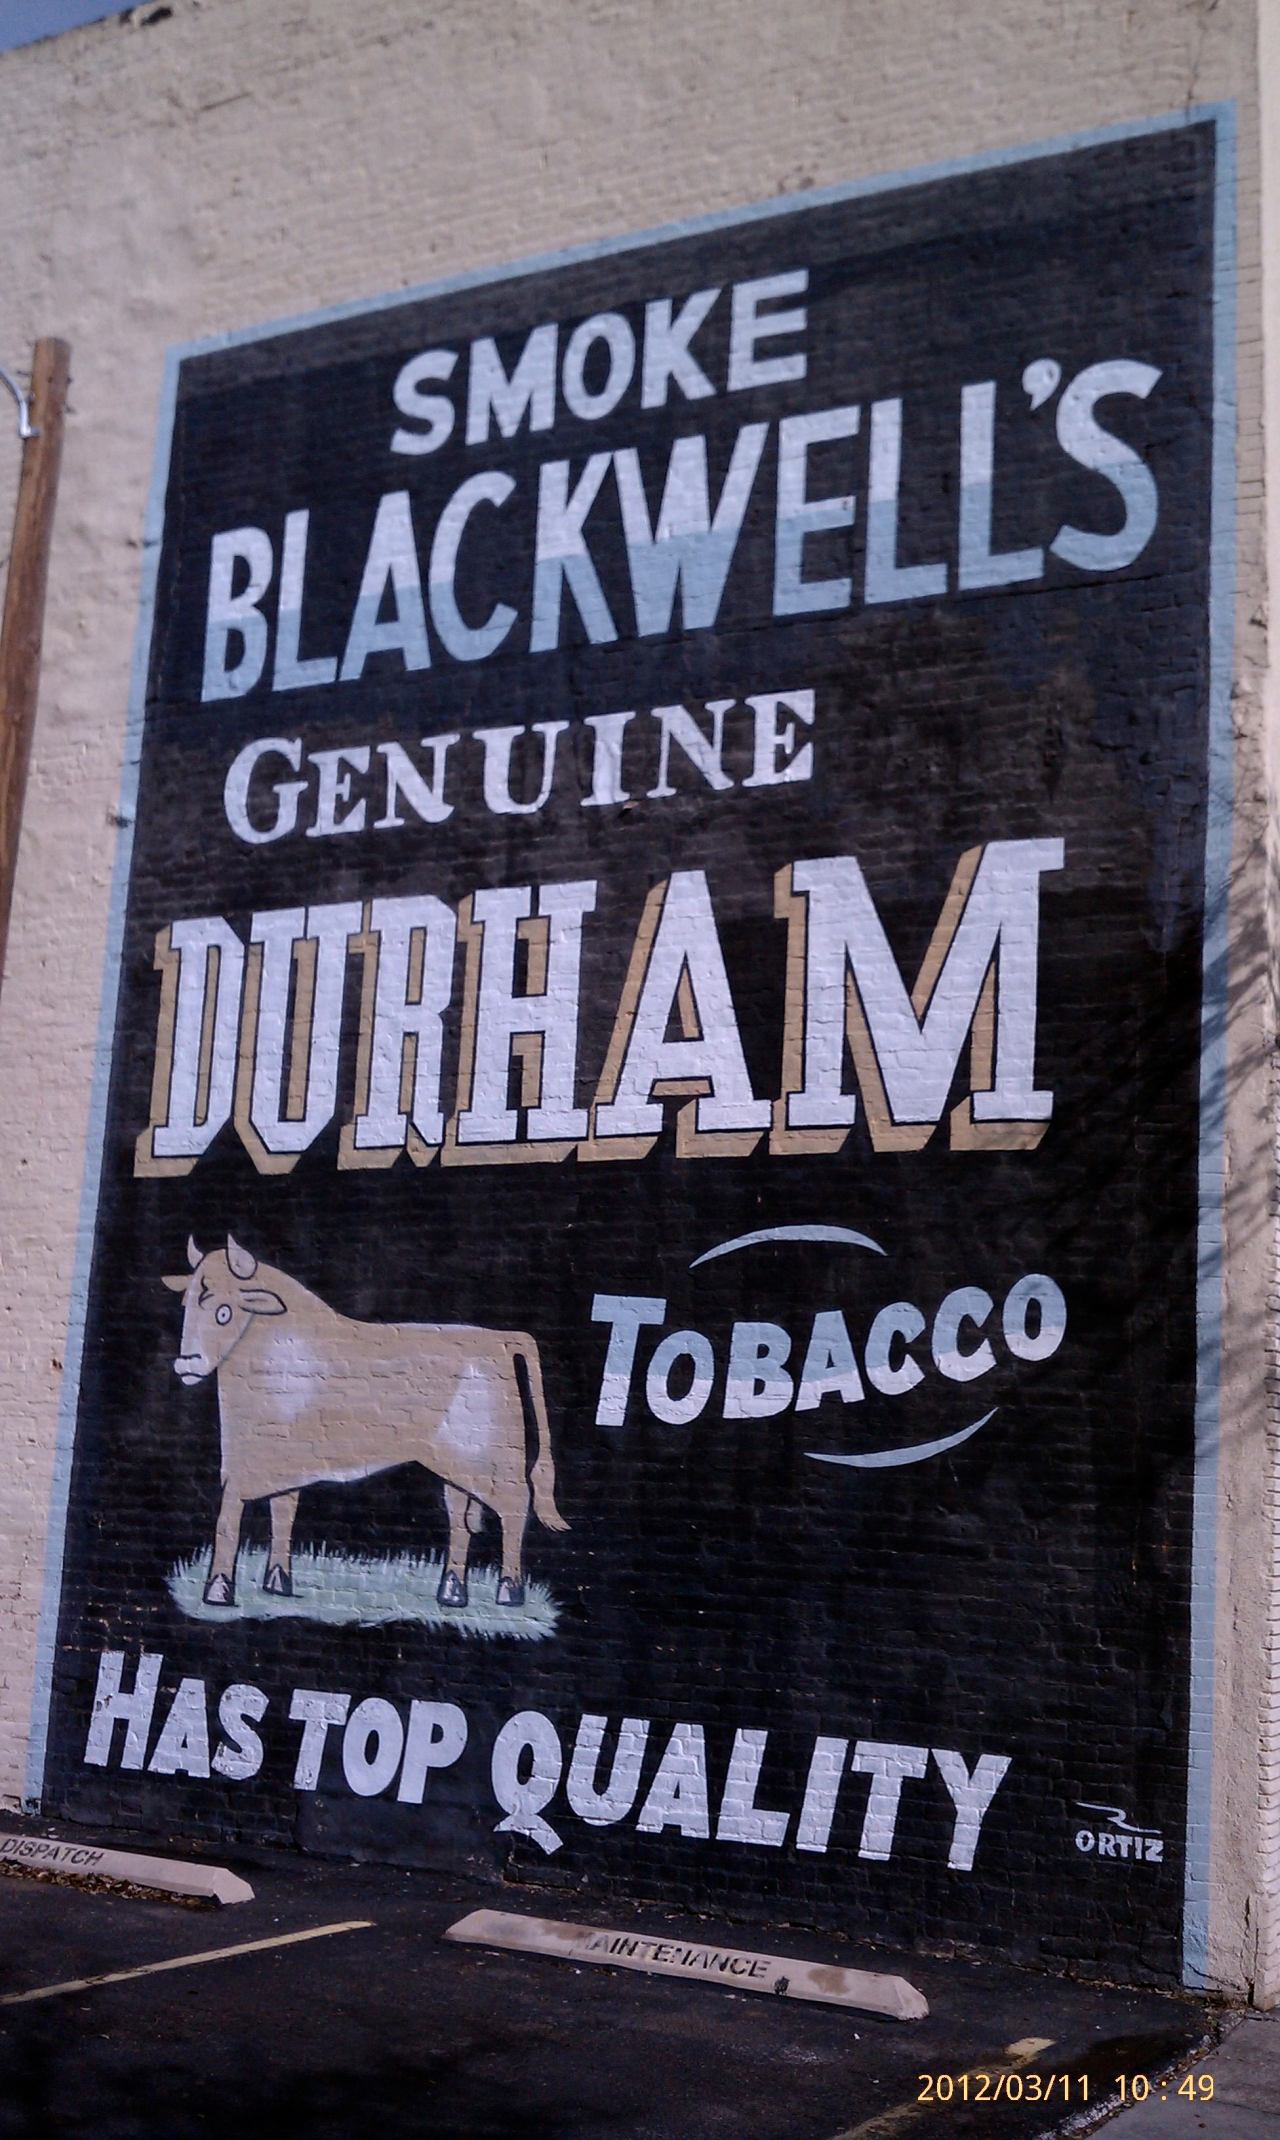 SMOKE
BLACKWELL'S
GENUINE
DURHAM
TOBACCO
HAS TOP QUALITY
ORTIZ
DISPATCH
MAINTENANCE
2012/03/11 10:49